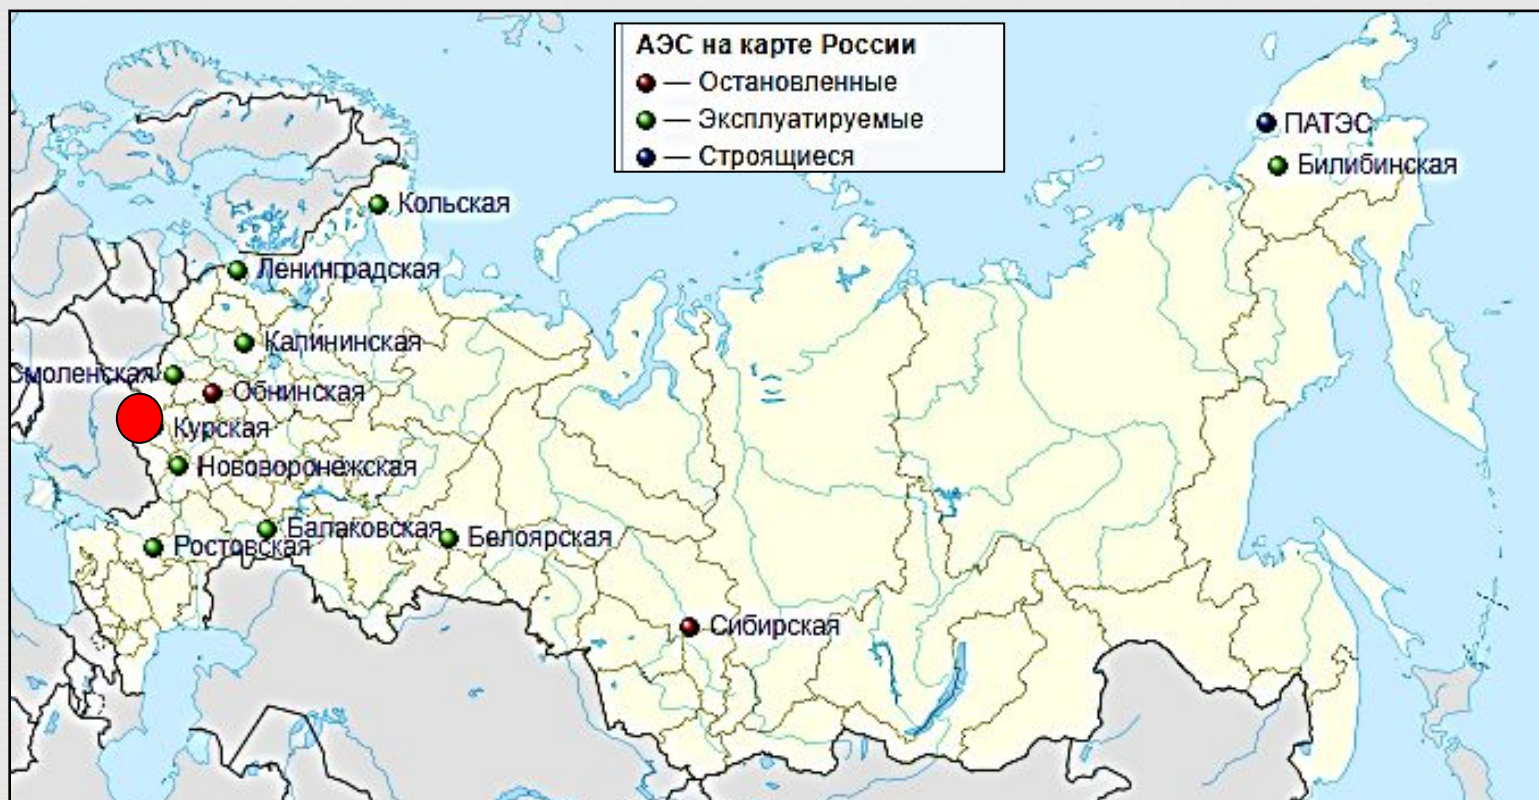 АЭС на карте России
— Остановленные
— Эксплуатируемые
— Строящиеся
ПАТЭС
Билибинская
Кольская
Ленинградская
Калининская
Смоленская
Обнинская
Курская
Нововоронежская
Балаковская
Белоярская
Ростовская
Сибирская